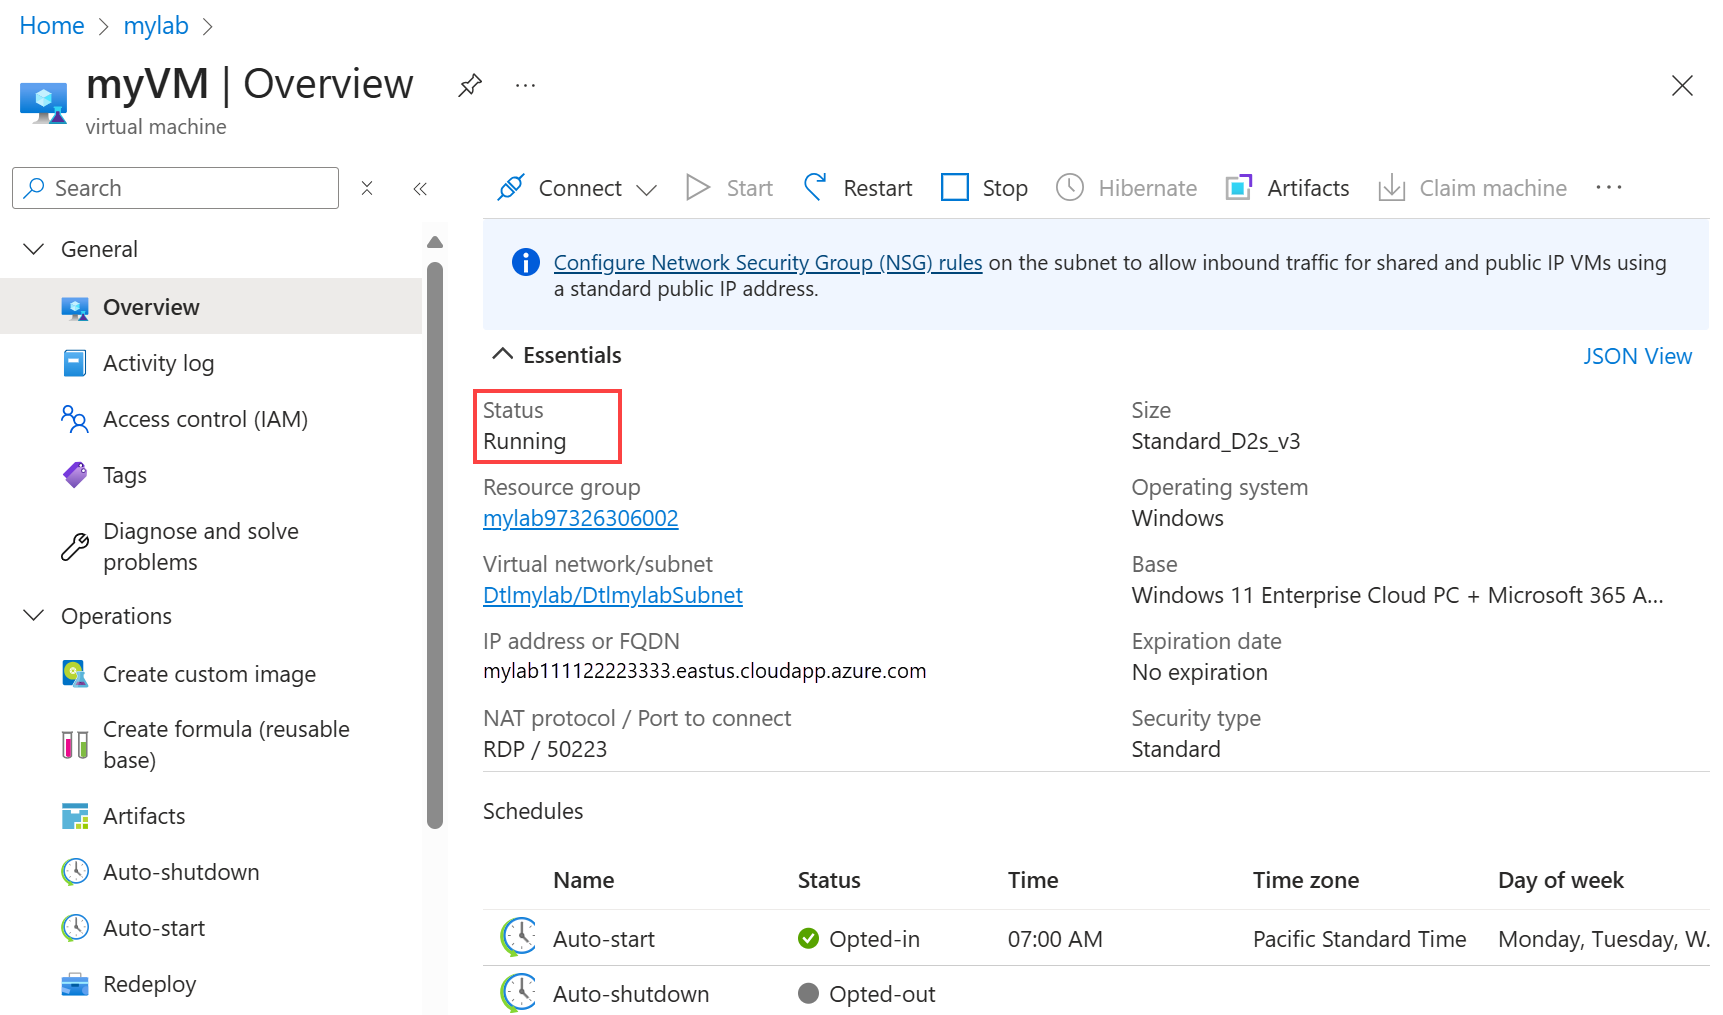 Home > mylab >
myVM | Overview ...
virtual machine
Search
Connect Start Restart Stop Hibernate Artifacts Claim machine ...
Configure Network Security Group (NSG) rules on the subnet to allow inbound traffic for shared and public IP VMs using
a standard public IP address.
General
Overview
Activity log
Access control (IAM)
Tags
Diagnose and solve
problems
Operations
Create custom image
Create formula (reusable
base)
Artifacts
Auto-shutdown
Auto-start
Redeploy
Essentials
JSON View
Status
Running
Resource group
mylab97326306002
Virtual network/subnet
Dtlmylab/DtlmylabSubnet
IP address or FQDN
mylab111122223333.eastus.cloudapp.azure.com
NAT protocol / Port to connect
RDP / 50223
Size
Standard_D2s_v3
Operating system
Windows
Base
Windows 11 Enterprise Cloud PC + Microsoft 365 A...
Expiration date
No expiration
Security type
Standard
Schedules
Name Status Time Time zone Day of week
Auto-start Opted-in 07:00 AM Pacific Standard Time Monday, Tuesday, W.
Auto-shutdown Opted-out